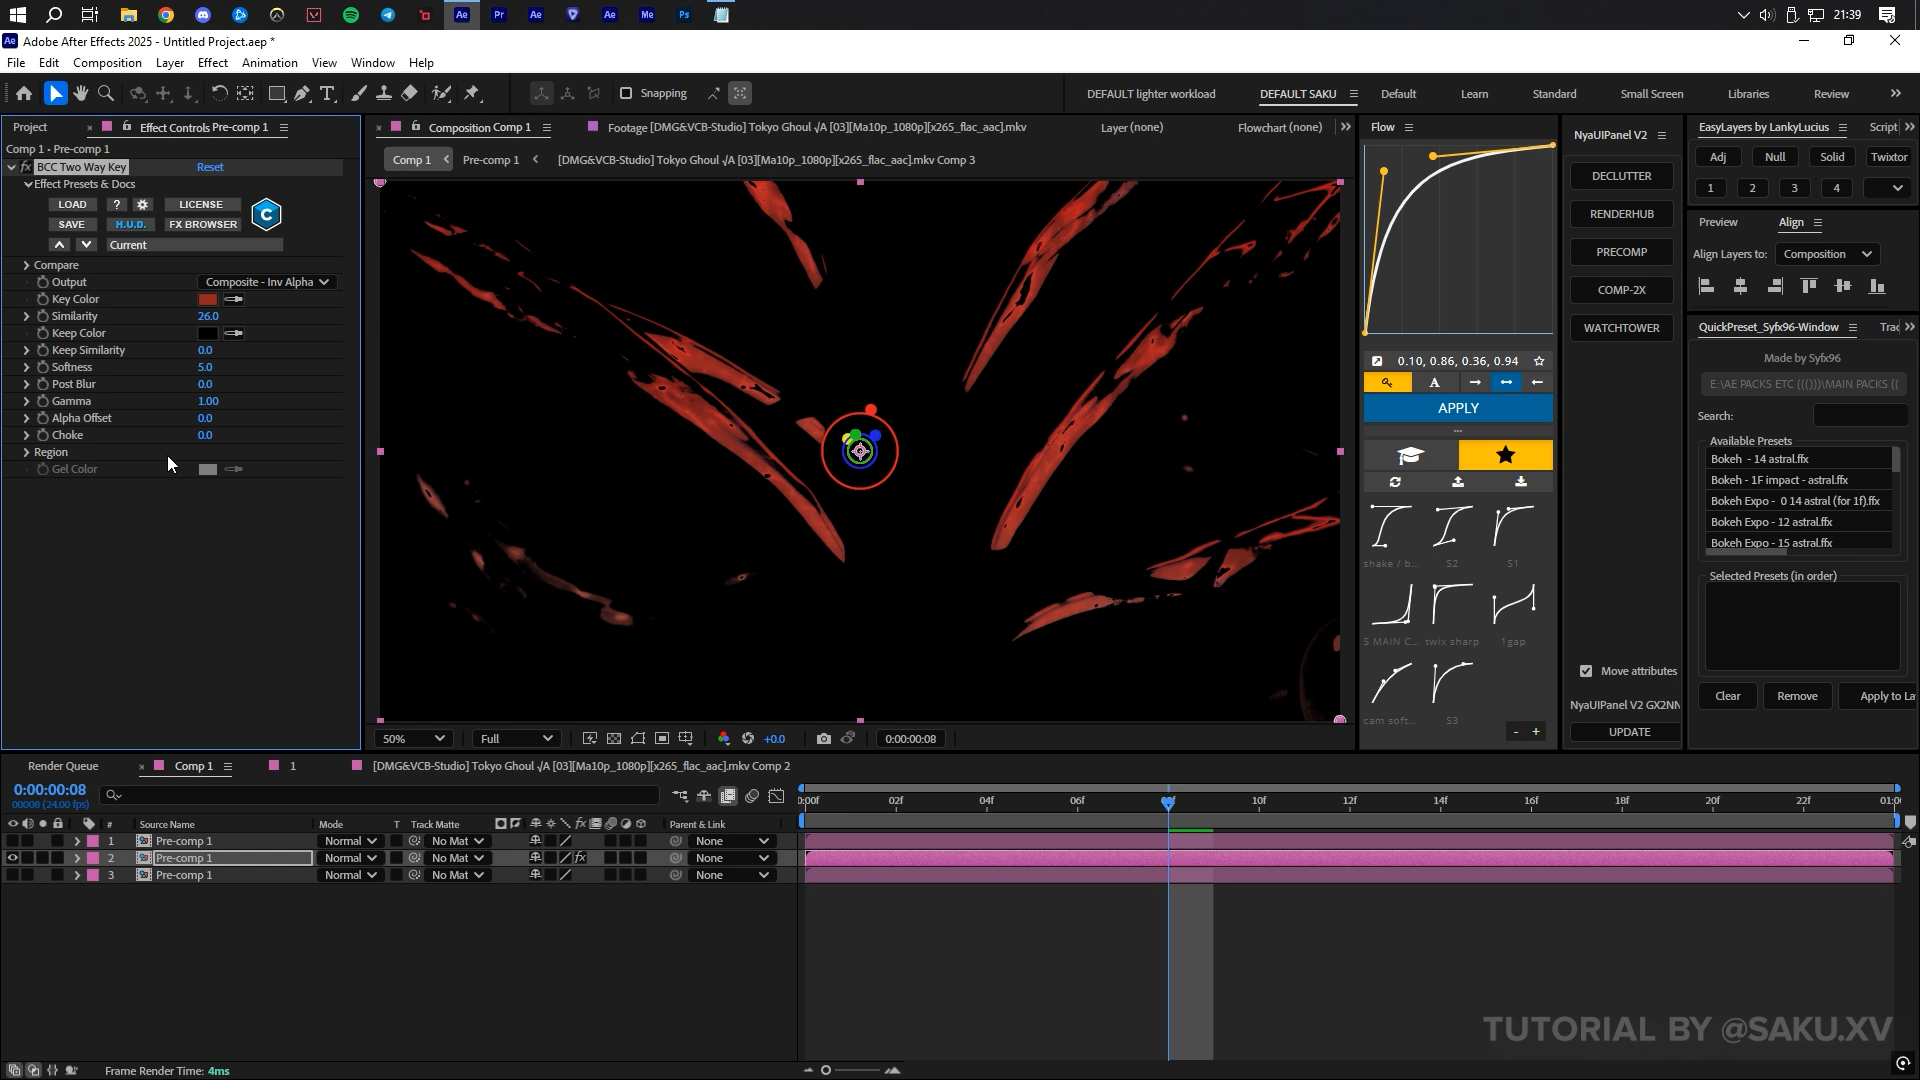 21:39
Adobe After Effects 2025 - Untitled Project.aep *
File Edit Composition Layer Effect Animation View Window Help
Snapping
DEFAULT lighter workload DEFAULT SAKU Default Learn Standard Small Screen Libraries Review
Project Effect Controls Pre-comp 1
Comp 1 • Pre-comp 1
BCC Two Way Key Reset
Effect Presets & Docs
LOAD ? LICENSE
SAVE H.U.D. FX BROWSER
Current
Compare
Output Composite - Inv Alpha
Key Color
Similarity 26.0
Keep Color
Keep Similarity 0.0
Softness 5.0
Post Blur 0.0
Gamma 1.00
Alpha Offset 0.0
Choke 0.0
Region
Gel Color
Composition Comp 1 Footage [DMG&VCB-Studio] Tokyo Ghoul √A [03][Ma10p_1080p][x265_flac_aac].mkv Layer (none) Flowchart (none)
Comp 1 Pre-comp 1 [DMG&VCB-Studio] Tokyo Ghoul √A [03][Ma10p_1080p][x265_flac_aac].mkv Comp 3
50% Full +0.0 0:00:00:08
Flow
0.10, 0.86, 0.36, 0.94
A
APPLY
shake / b... S2 S1
S MAIN C... twix sharp 1gap
cam soft... S3
- +
NyaUIPanel V2
DECLUTTER
RENDERHUB
PRECOMP
COMP-2X
WATCHTOWER
Move attributes
NyaUIPanel V2 GX2NN
UPDATE
EasyLayers by LankyLucius Script
Adj Null Solid Twixtor
1 2 3 4
Preview Align
Align Layers to: Composition
QuickPreset_Syfx96-Window Trac
Made by Syfx96
E:\AE PACKS ETC ((()))\MAIN PACKS ((
Search:
Available Presets
Bokeh - 14 astral.ffx
Bokeh - 1F impact - astral.ffx
Bokeh Expo - 0 14 astral (for 1f).ffx
Bokeh Expo - 12 astral.ffx
Bokeh Expo - 15 astral.ffx
Selected Presets (in order)
Clear Remove Apply to La
Render Queue Comp 1 1 [DMG&VCB-Studio] Tokyo Ghoul √A [03][Ma10p_1080p][x265_flac_aac].mkv Comp 2
0:00:00:08
00008 (24.00 fps)
02f 04f 06f 10f 12f 14f 16f 18f 20f 22f
# Source Name Mode T Track Matte Parent & Link
1 Pre-comp 1 Normal No Mat None
2 Pre-comp 1 Normal No Mat fx None
3 Pre-comp 1 Normal No Mat None
TUTORIAL BY @SAKU.XV
Frame Render Time: 4ms